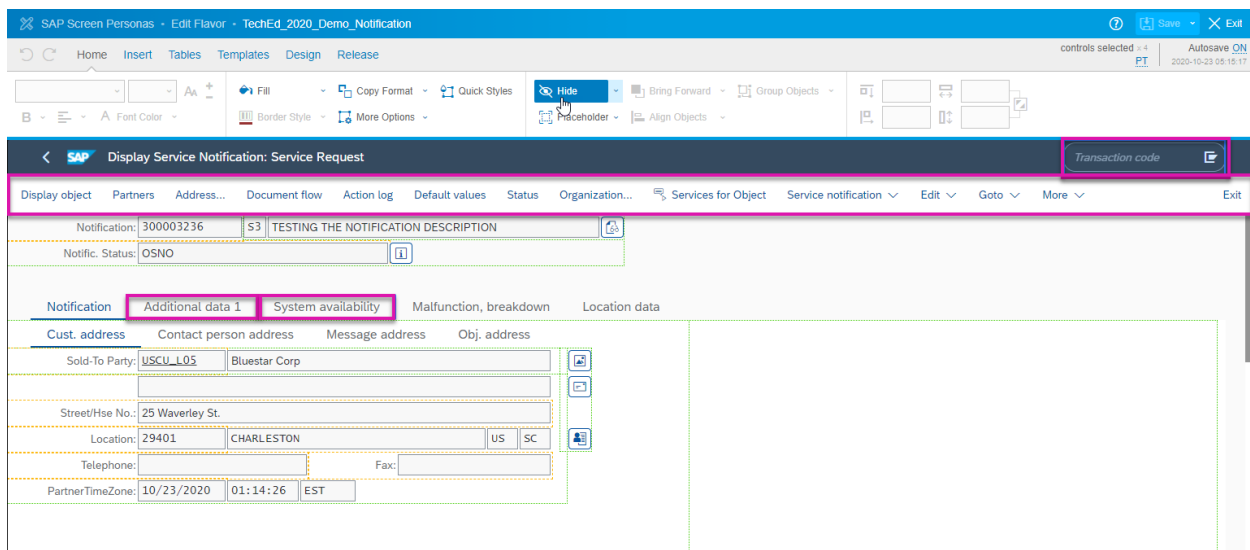 SAP Screen Personas - Edit Flavor - TechEd_2020_Demo_Notification Save Exit
Home Insert Tables Templates Design Release controls selected x 4 Autosave ON
PT 2020-10-23 05:15:17
Fill Copy Format Quick Styles Hide Bring Forward Group Objects
B A Font Color Border Style More Options Placeholder Align Objects
SAP Display Service Notification: Service Request Transaction code
Display object Partners Address... Document flow Action log Default values Status Organization... Services for Object Service notification Edit Goto More Exit
Notification: 300003236 S3 TESTING THE NOTIFICATION DESCRIPTION
Notific. Status: OSNO
Notification Additional data 1 System availability Malfunction, breakdown Location data
Cust. address Contact person address Message address Obj. address
Sold-To Party: USCU_L05 Bluestar Corp
Street/Hse No.: 25 Waverley St.
Location: 29401 CHARLESTON US SC
Telephone: Fax:
PartnerTimeZone: 10/23/2020 01:14:26 EST